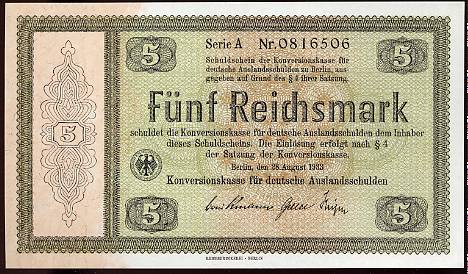 Serie A Nr. 0816506
5 5
Schuldschein der Konversionskasse für
deutsche Auslandsschulden zu Berlin, aus-
gegeben auf Grund des § 4 ihrer Satzung.
Fünf Reichsmark
5
schuldet die Konversionskasse für deutsche Auslandsschulden dem Inhaber
dieses Schuldscheins. Die Einlösung erfolgt nach § 4
der Satzung der Konversionskasse.
Berlin, den 28. August 1933
Konversionskasse für deutsche Auslandsschulden
5 5
REICHSDRUCKEREI · BERLIN